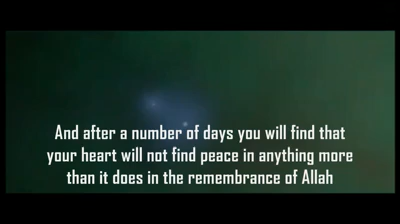 And after a number of days you will find that
your heart will not find peace in anything more
than it does in the remembrance of Allah